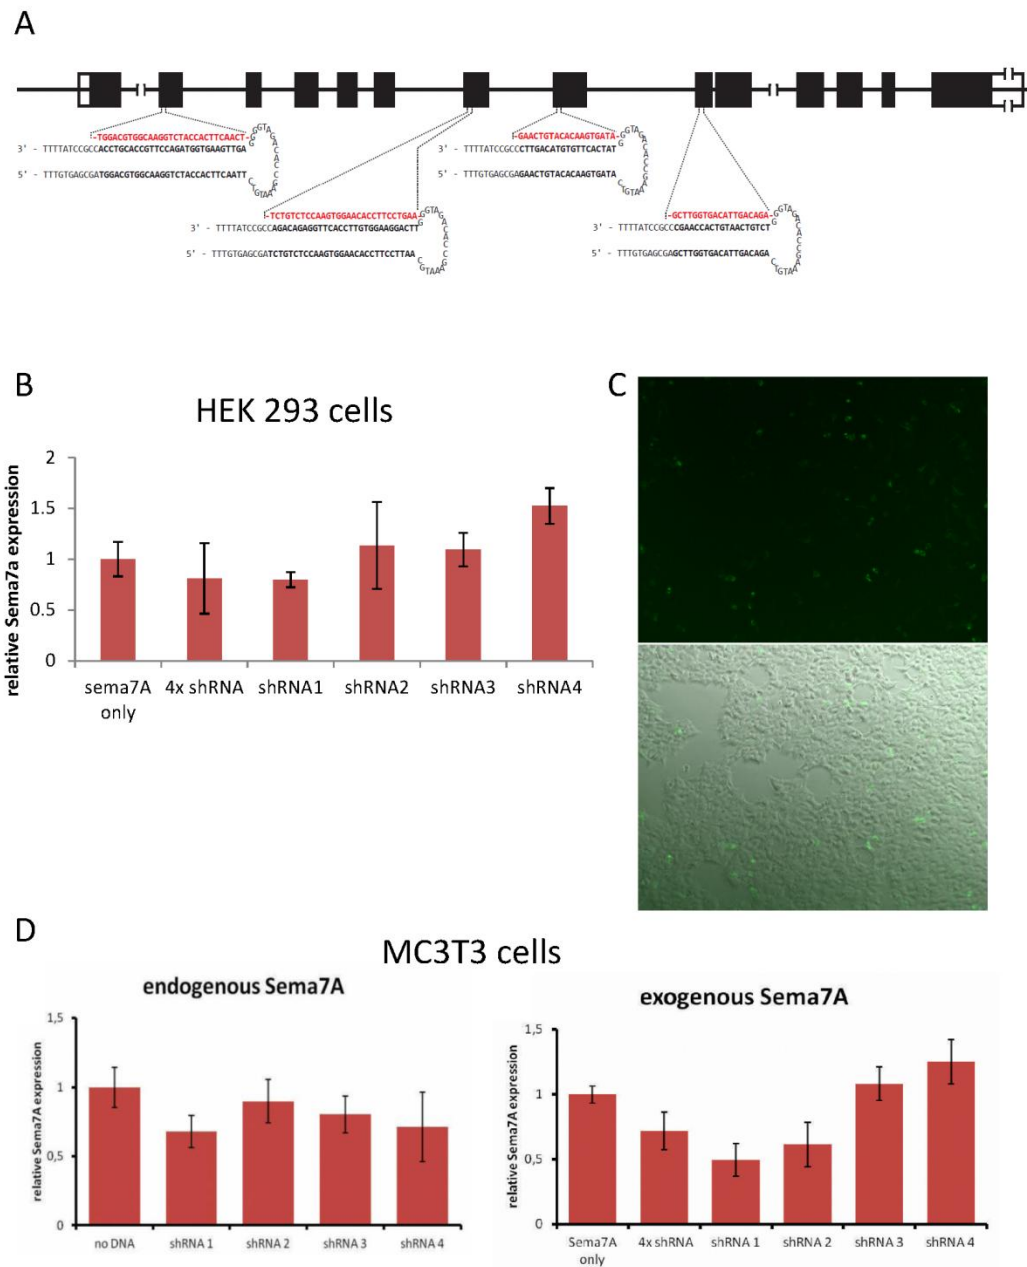 A
-TGGACGTGGCAAGGTCTACCACTTCAACT-
3' - TTTTATCCGCCACCTGCACCGTTCCAGATGGTGAAGTTGA
5' - TTTGTGAGCGATGGACGTGGCAAGGTCTACCACTTCAATT
-GAACTGTACACAAGTGATA-
3' - TTTTATCCGCCCTTGACATGTGTTCACTAT
5' - TTTGTGAGCGAGAACTGTACACAAGTGATA
-TCTGTCTCCAAGTGGAACACCTTCCTGAA-
3' - TTTTATCCGCCAGACAGAGGTTCACCTTGTGGAAGGACTT
5' - TTTGTGAGCGATCTGTCTCCAAGTGGAACACCTTCCTTAA
-GCTTGGTGACATTGACAGA-
3' - TTTTATCCGCCCGAACCACTGTAACTGTCT
5' - TTTGTGAGCGAGCTTGGTGACATTGACAGA
B
HEK 293 cells
relative Sema7a expression
2
1.5
1
0.5
0
sema7A only
4x shRNA
shRNA1
shRNA2
shRNA3
shRNA4
C
D
MC3T3 cells
endogenous Sema7A
relative Sema7A expression
1,5
1
0,5
0
no DNA
shRNA 1
shRNA 2
shRNA 3
shRNA 4
exogenous Sema7A
relative Sema7A expression
1,5
1
0,5
0
Sema7A only
4x shRNA
shRNA 1
shRNA 2
shRNA 3
shRNA 4